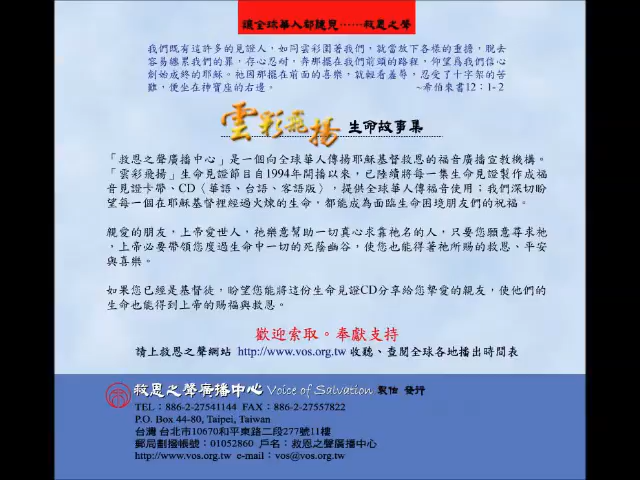 讓全球華人都聽見……救恩之聲
我們既有這許多的見證人，如同雲彩圍著我們，就當放下各樣的重擔，脫去
容易纏累我們的罪，存心忍耐，奔那擺在我們前頭的路程，仰望為我們信心
創始成終的耶穌。祂因那擺在前面的喜樂，就輕看羞辱，忍受了十字架的苦
難，便坐在神寶座的右邊。 ~希伯來書12：1-2
雲彩飛揚 生命故事集
「救恩之聲廣播中心」是一個向全球華人傳揚耶穌基督救恩的福音廣播宣教機構。
「雲彩飛揚」生命見證節目自1994年開播以來，已陸續將每一集生命見證製作成福
音見證卡帶、CD〈華語、台語、客語版〉，提供全球華人傳福音使用；我們深切盼
望每一個在耶穌基督裡經過火煉的生命，都能成為面臨生命困境朋友們的祝福。
親愛的朋友，上帝愛世人，祂樂意幫助一切真心求靠祂名的人，只要您願意尋求祂
，上帝必要帶領您度過生命中一切的死蔭幽谷，使您也能得著祂所賜的救恩、平安
與喜樂。
如果您已經是基督徒，盼望您能將這份生命見證CD分享給您摯愛的親友，使他們的
生命也能得到上帝的賜福與救恩。
歡迎索取。奉獻支持
請上救恩之聲網站 http://www.vos.org.tw 收聽、查閱全球各地播出時間表
救恩之聲廣播中心 Voice of Salvation 製作 發行
TEL：886-2-27541144 FAX：886-2-27557822
P.O. Box 44-80, Taipei, Taiwan
台灣 台北市10670和平東路二段277號11樓
郵局劃撥帳號：01052860 戶名：救恩之聲廣播中心
http://www.vos.org.tw e-mail：vos@vos.org.tw